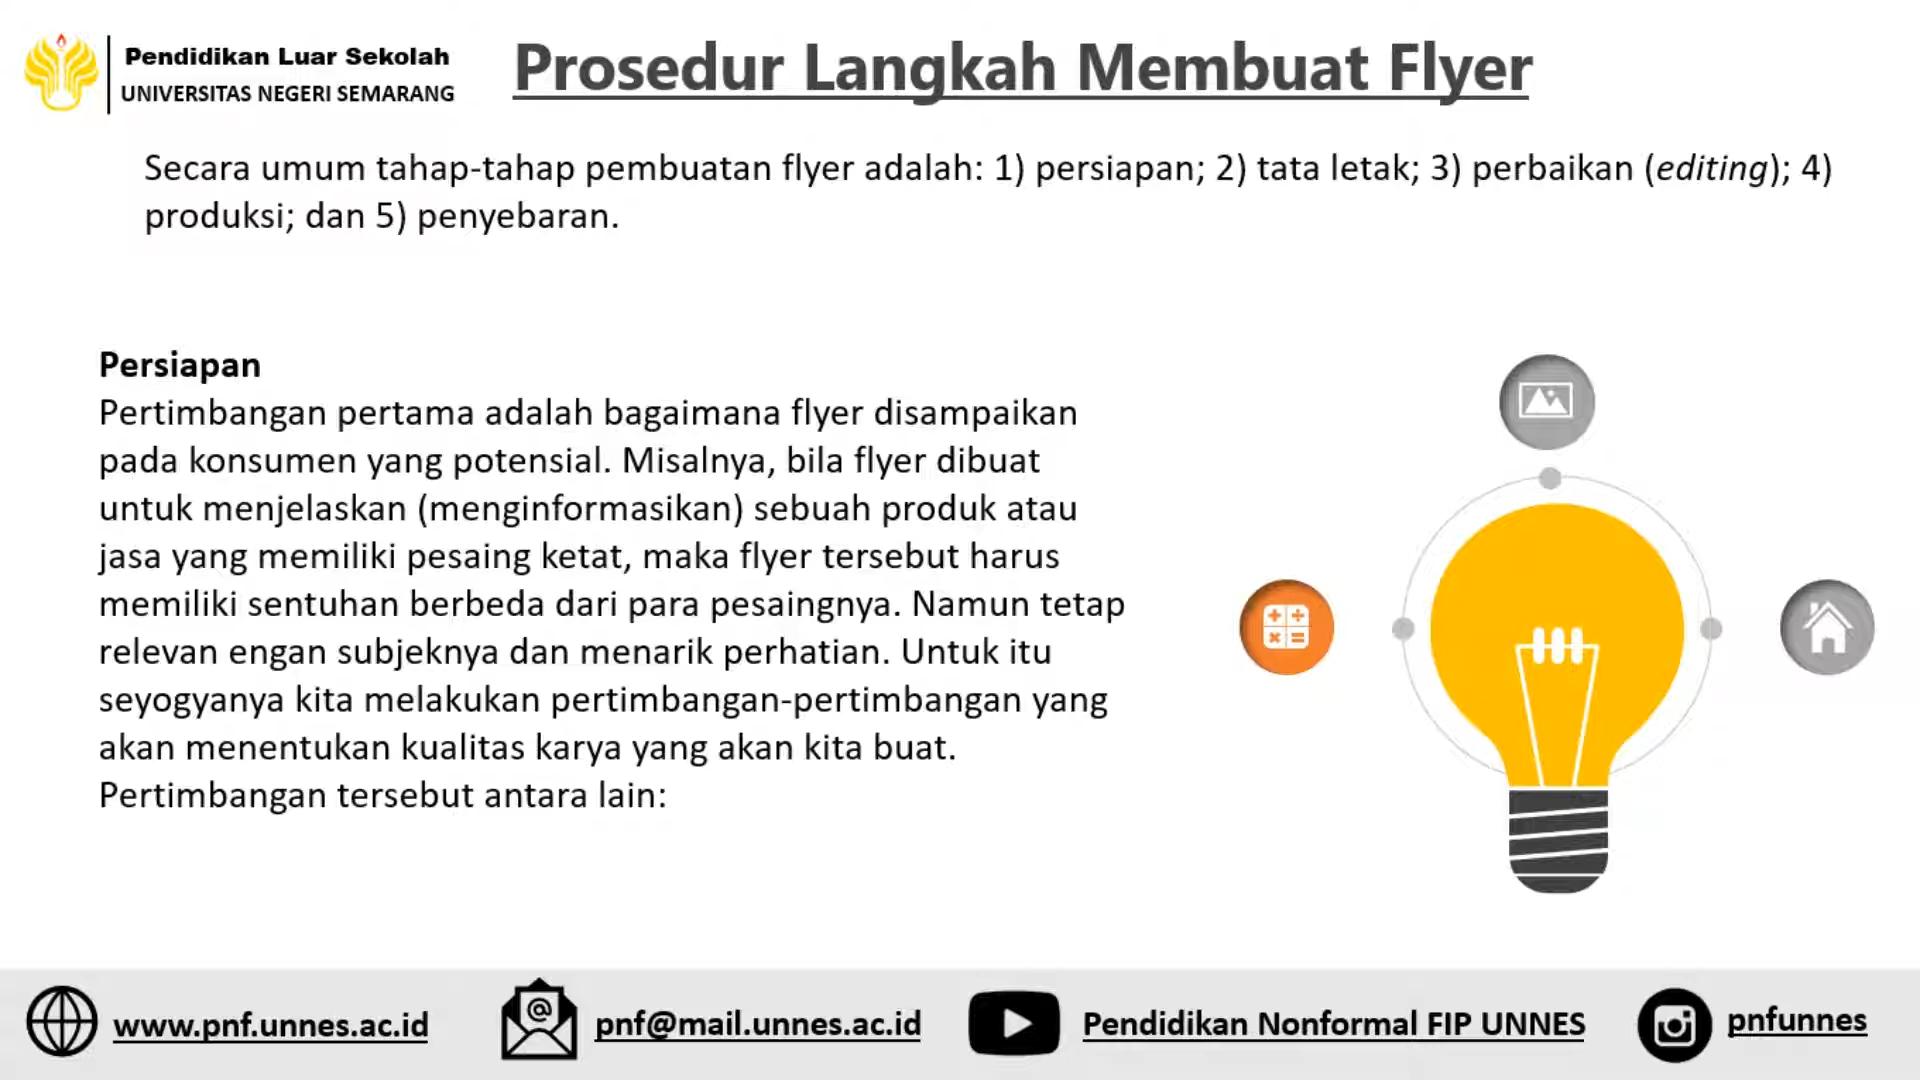 Pendidikan Luar Sekolah
UNIVERSITAS NEGERI SEMARANG
Prosedur Langkah Membuat Flyer
Secara umum tahap-tahap pembuatan flyer adalah: 1) persiapan; 2) tata letak; 3) perbaikan (editing); 4)
produksi; dan 5) penyebaran.
Persiapan
Pertimbangan pertama adalah bagaimana flyer disampaikan
pada konsumen yang potensial. Misalnya, bila flyer dibuat
untuk menjelaskan (menginformasikan) sebuah produk atau
jasa yang memiliki pesaing ketat, maka flyer tersebut harus
memiliki sentuhan berbeda dari para pesaingnya. Namun tetap
relevan engan subjeknya dan menarik perhatian. Untuk itu
seyogyanya kita melakukan pertimbangan-pertimbangan yang
akan menentukan kualitas karya yang akan kita buat.
Pertimbangan tersebut antara lain:
www.pnf.unnes.ac.id
pnf@mail.unnes.ac.id
Pendidikan Nonformal FIP UNNES
pnfunnes